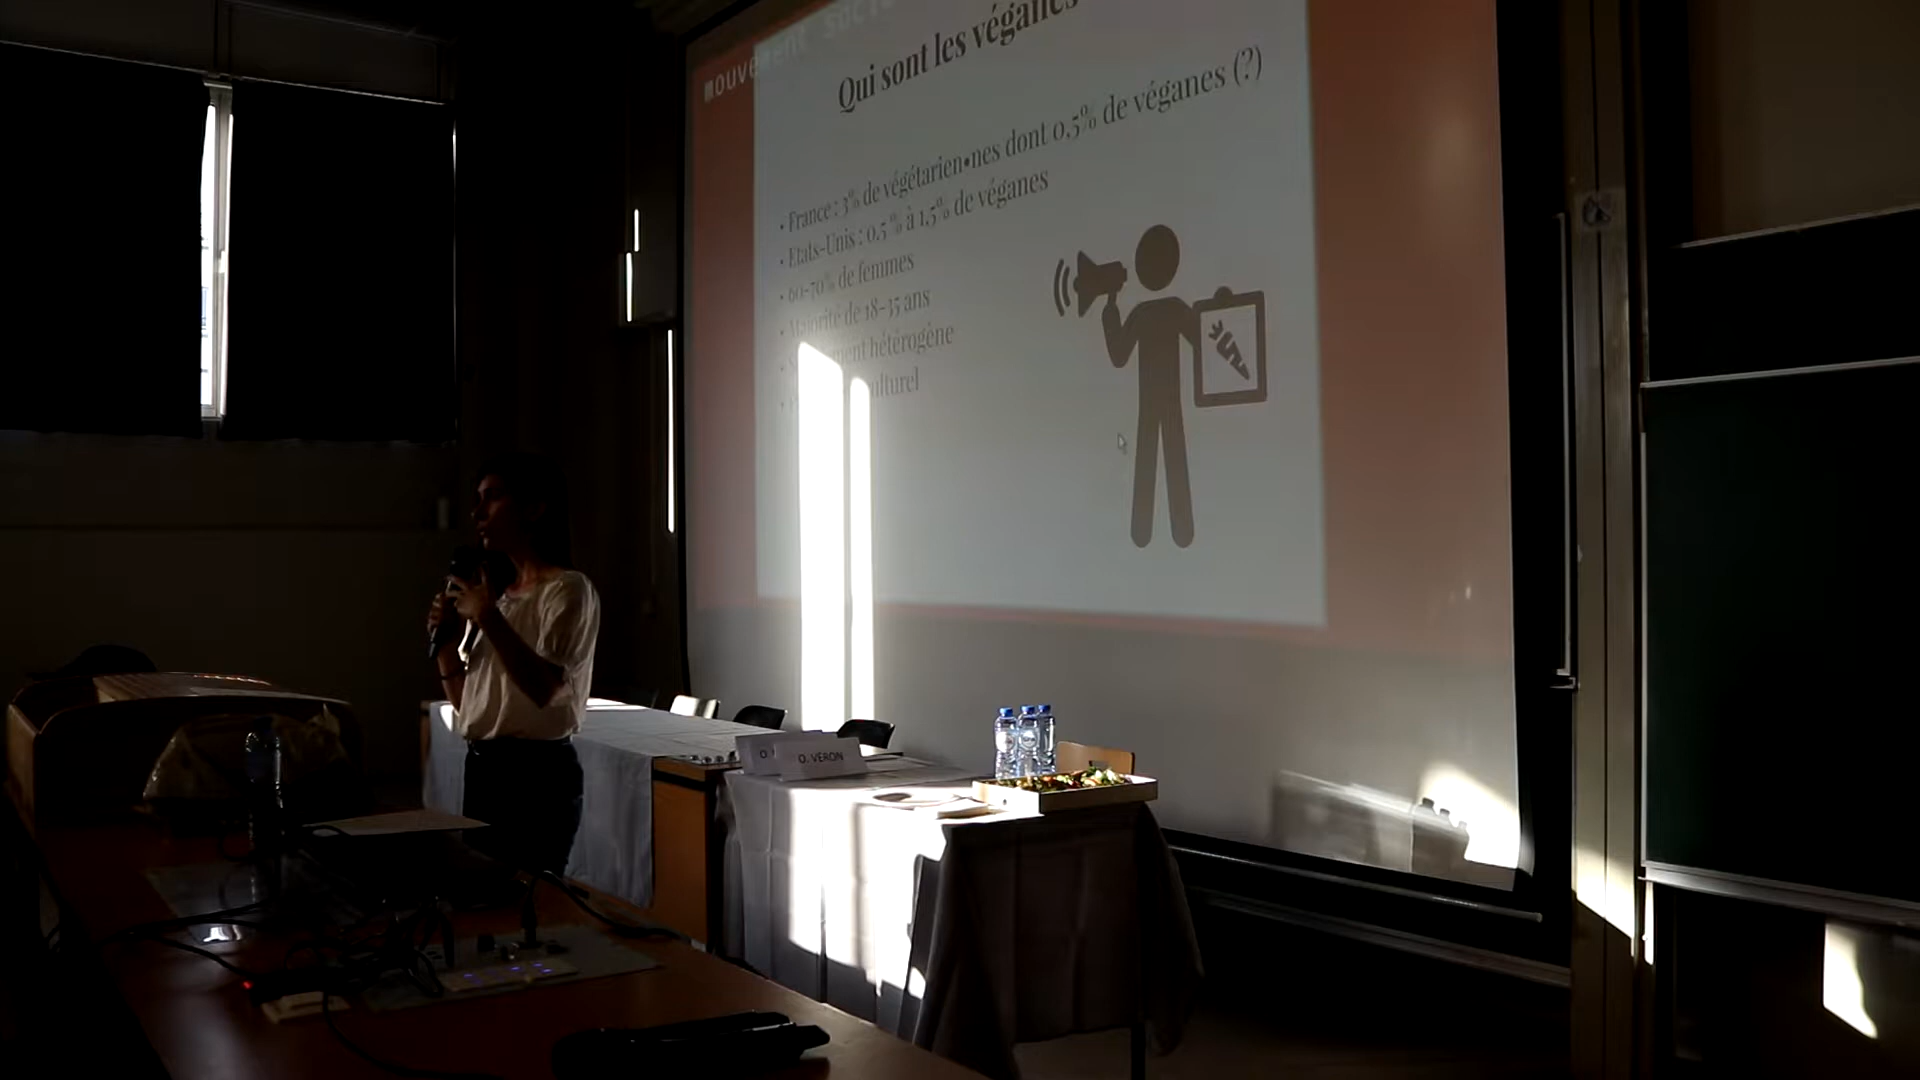 mouvement soci
Qui sont les véganes
• France : 3% de végétarien•nes dont 0,5% de véganes (?)
• Etats-Unis : 0,5 % à 1,5% de véganes
• 60-70% de femmes
• Majorité de 18-35 ans
hétérogène
O. VERON